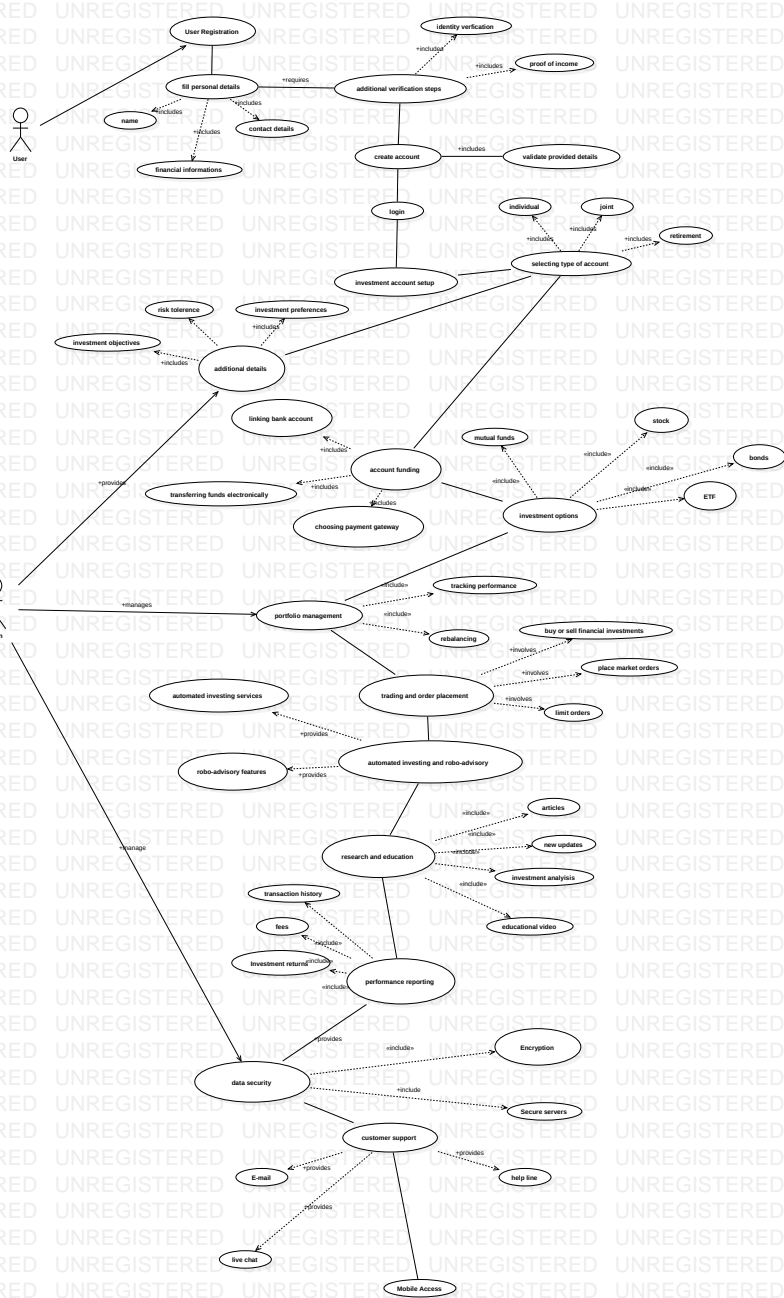 User Registration
identity verfication
+includes
proof of income
+includes
fill personal details
+requires
additional verification steps
+includes
name
+includes
+includes
contact details
User
financial informations
create account
+includes
validate provided details
login
individual
joint
+includes
+includes
retirement
+includes
selecting type of account
investment account setup
risk tolerence
investment preferences
+includes
investment objectives
+includes
additional details
linking bank account
+includes
account funding
mutual funds
stock
«include»
bonds
«include»
«include»
«include»
ETF
+provides
+includes
transferring funds electronically
+includes
choosing payment gateway
investment options
«include»
tracking performance
+manages
portfolio management
«include»
rebalancing
n
buy or sell financial investments
+involves
place market orders
+involves
automated investing services
trading and order placement
+involves
limit orders
+provides
automated investing and robo-advisory
robo-advisory features
+provides
articles
«include»
«include»
new updates
+manage
research and education
«include»
investment analyisis
«include»
transaction history
educational video
fees
«include»
Investment returns
«include»
performance reporting
«include»
+provides
«include»
Encryption
data security
+include
Secure servers
customer support
E-mail
+provides
+provides
help line
+provides
live chat
Mobile Access
UNREGISTERED